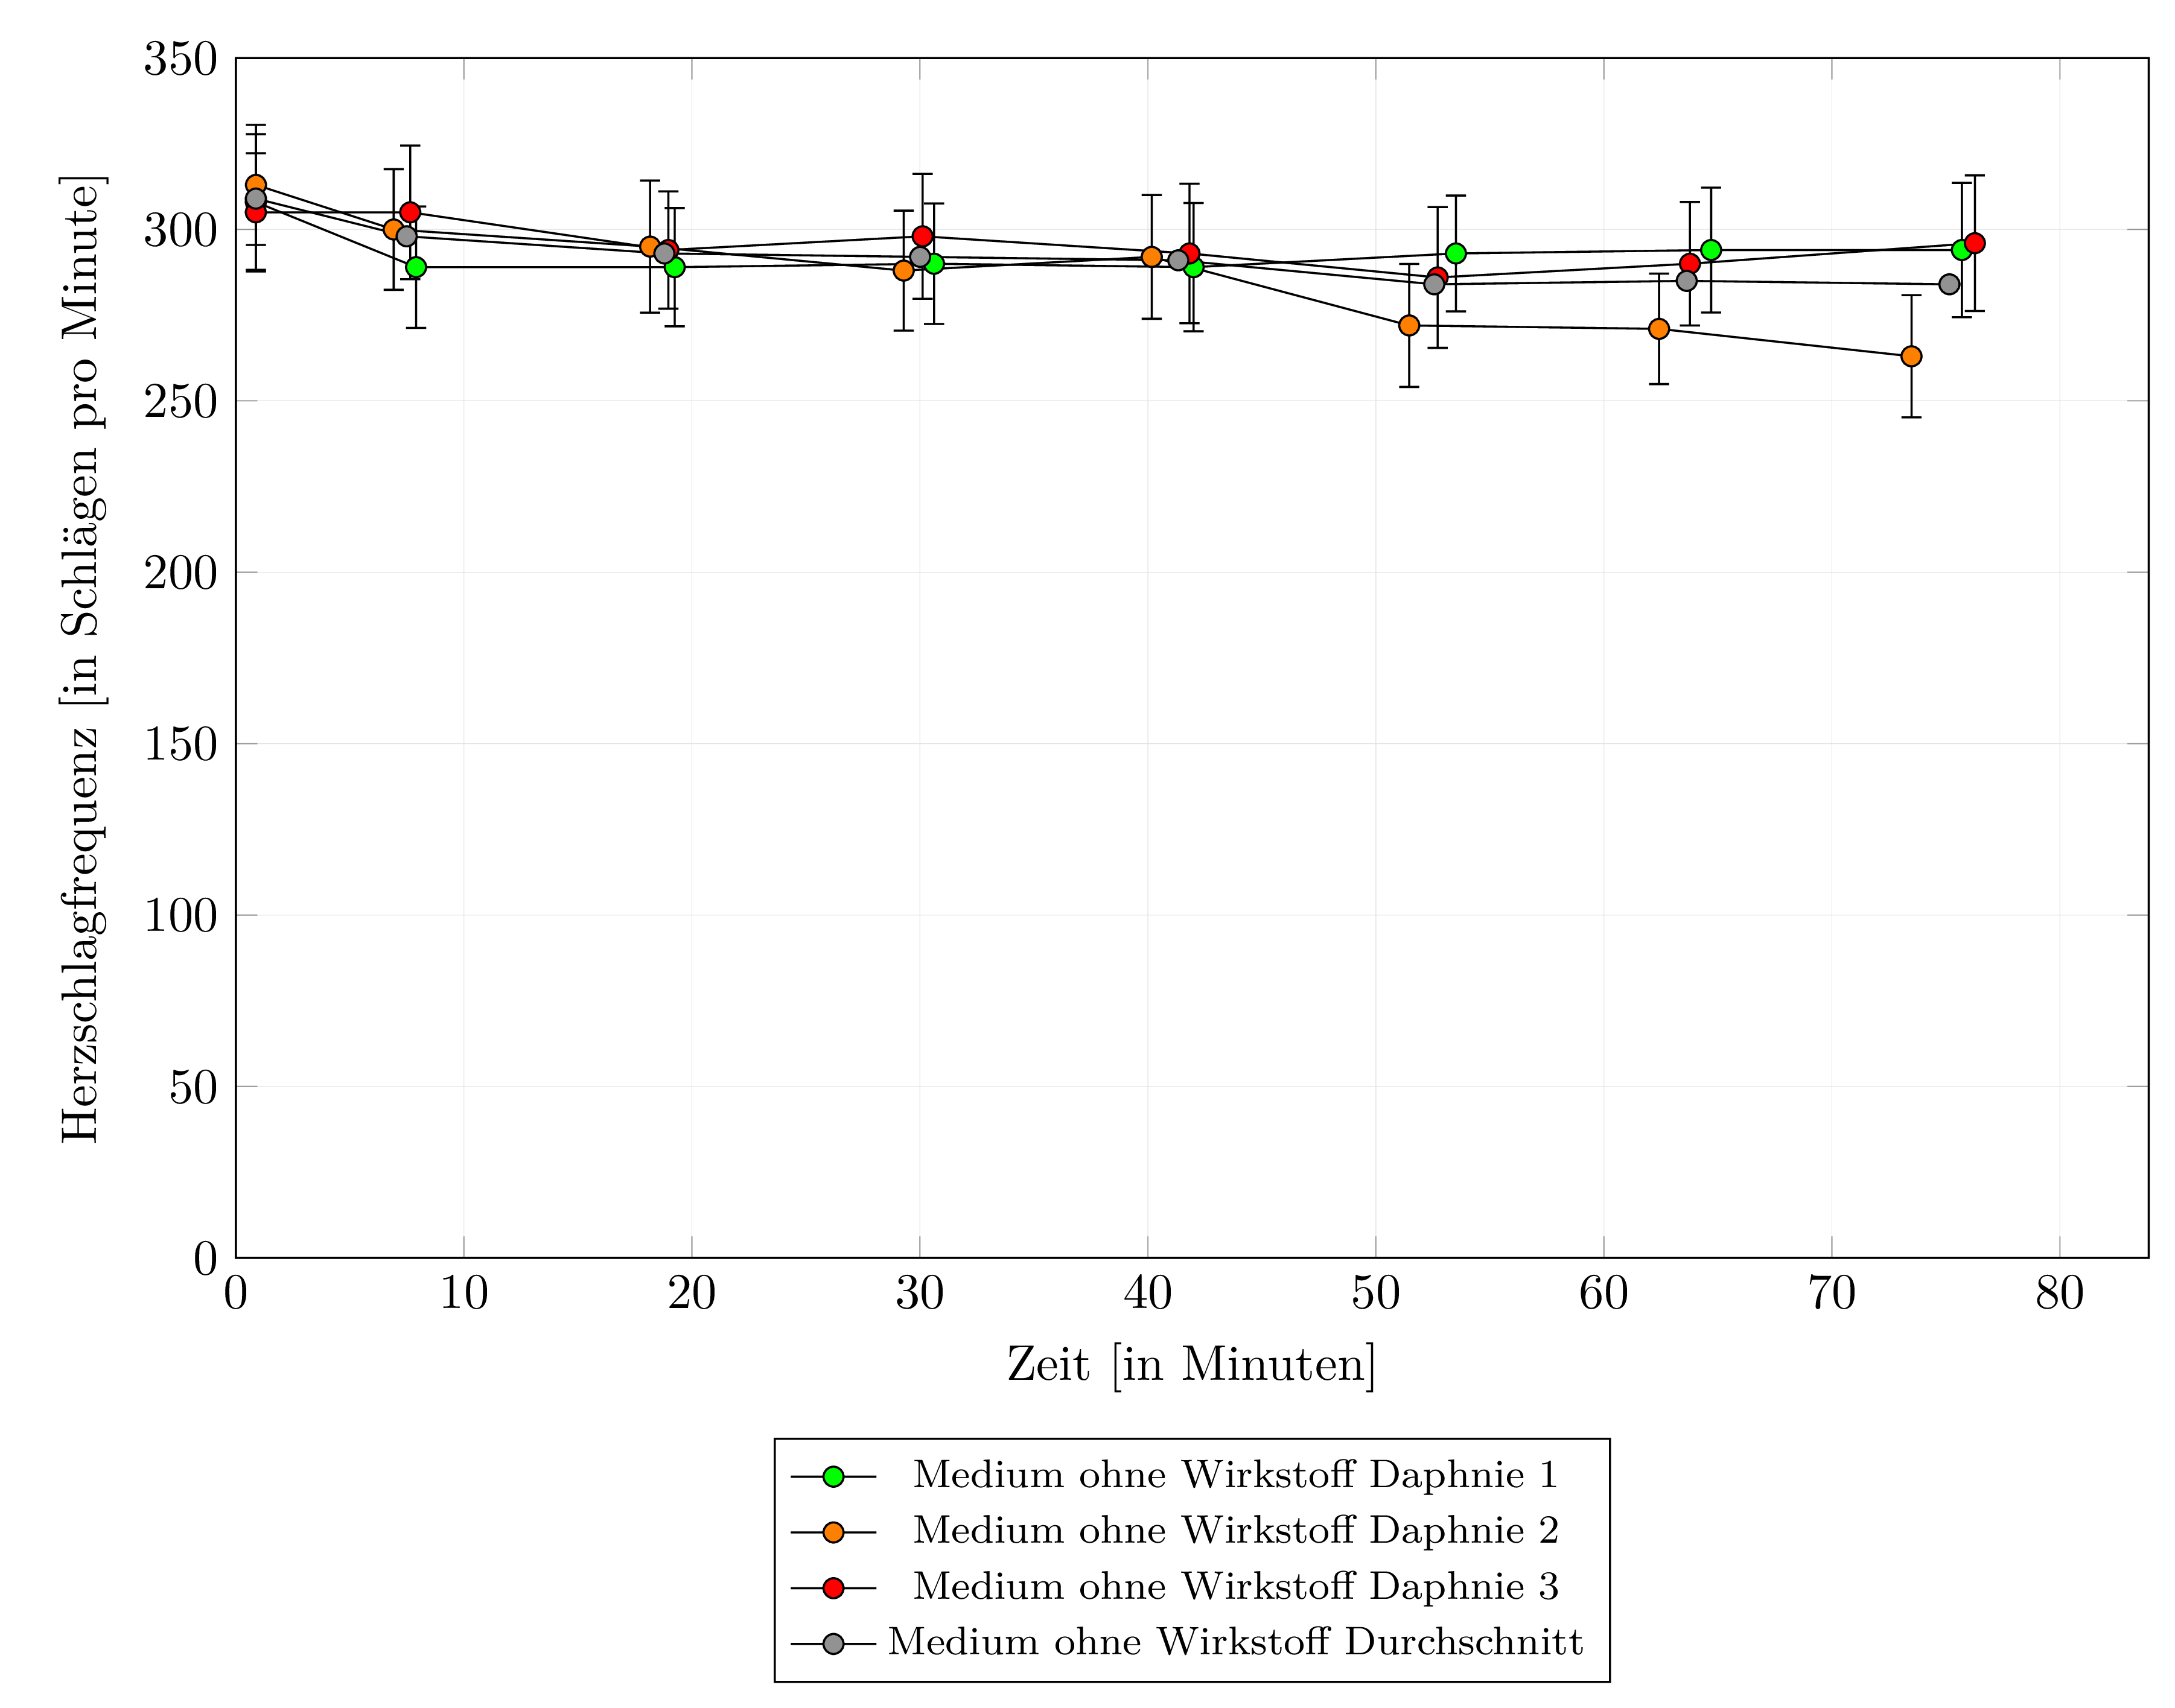 350
300
250
200
150
100
50
0
Herzschlagfrequenz [in Schlägen pro Minute]
0 10 20 30 40 50 60 70 80
Zeit [in Minuten]
Medium ohne Wirkstoff Daphnie 1
Medium ohne Wirkstoff Daphnie 2
Medium ohne Wirkstoff Daphnie 3
Medium ohne Wirkstoff Durchschnitt